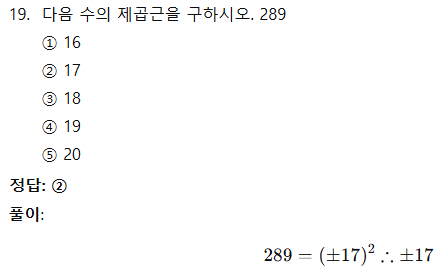 19. 다음 수의 제곱근을 구하시오. 289
① 16
② 17
③ 18
④ 19
⑤ 20
정답: ②
풀이:
289 = (±17)² ∴ ±17